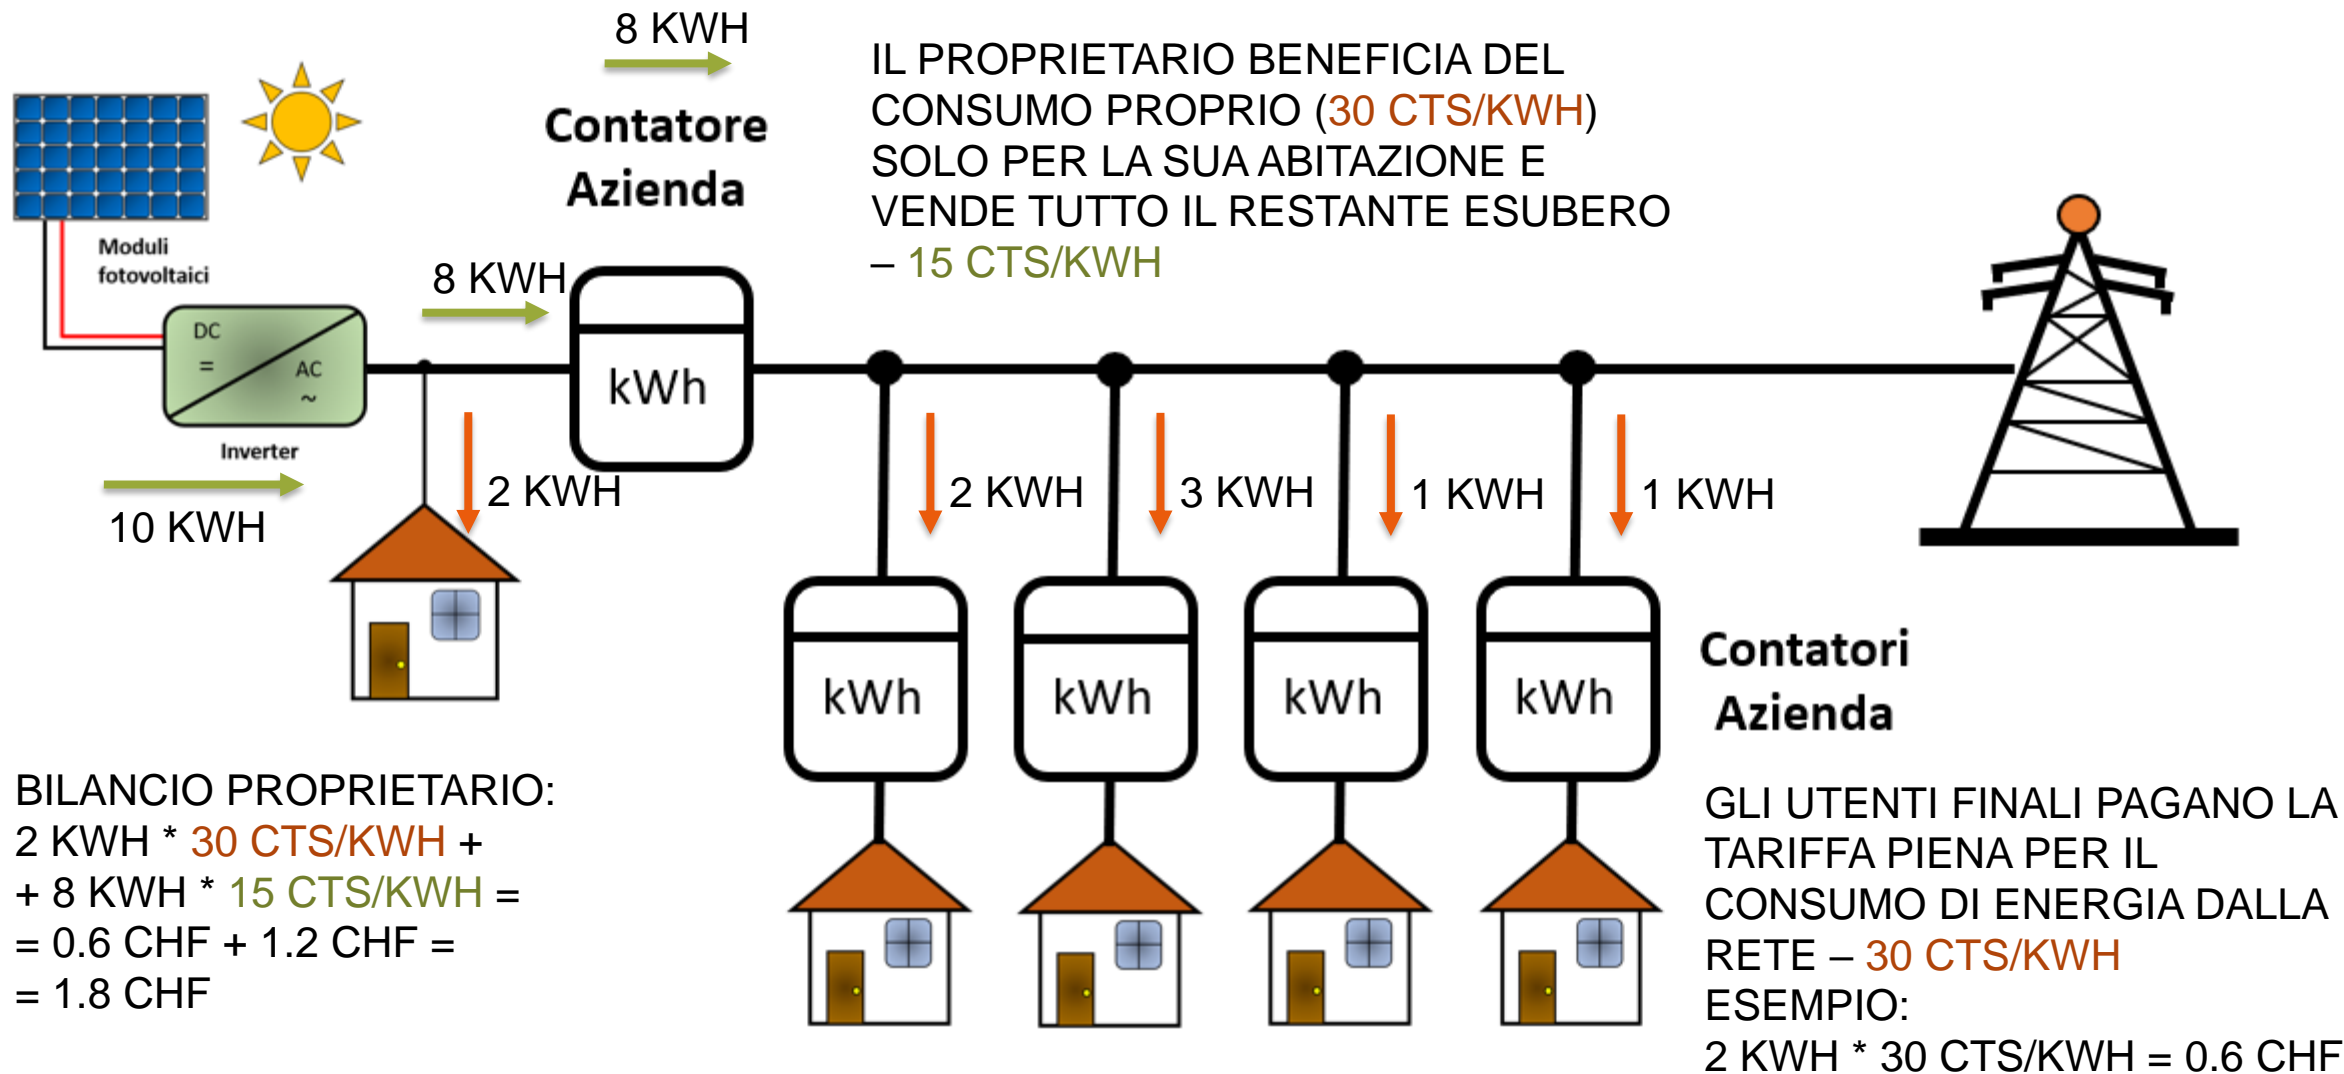 8 KWH
Contatore
Azienda
IL PROPRIETARIO BENEFICIA DEL
CONSUMO PROPRIO (30 CTS/KWH)
SOLO PER LA SUA ABITAZIONE E
VENDE TUTTO IL RESTANTE ESUBERO
– 15 CTS/KWH
Moduli
fotovoltaici
8 KWH
DC
=
AC
~
kWh
Inverter
10 KWH
2 KWH
2 KWH
3 KWH
1 KWH
1 KWH
kWh
kWh
kWh
kWh
Contatori
Azienda
BILANCIO PROPRIETARIO:
2 KWH * 30 CTS/KWH +
+ 8 KWH * 15 CTS/KWH =
= 0.6 CHF + 1.2 CHF =
= 1.8 CHF
GLI UTENTI FINALI PAGANO LA
TARIFFA PIENA PER IL
CONSUMO DI ENERGIA DALLA
RETE – 30 CTS/KWH
ESEMPIO:
2 KWH * 30 CTS/KWH = 0.6 CHF